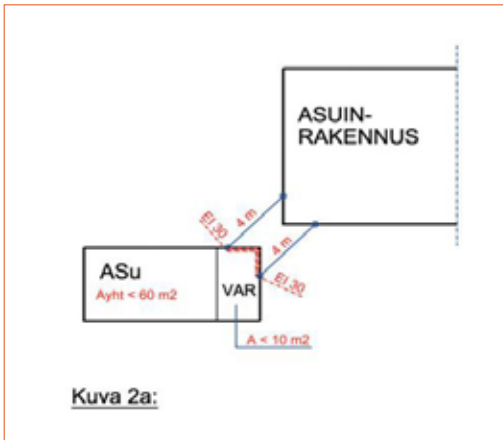 ASUIN-
RAKENNUS
EI 30
4 m
4 m
EI 30
ASu
Ayht < 60 m2
VAR
A < 10 m2
Kuva 2a: